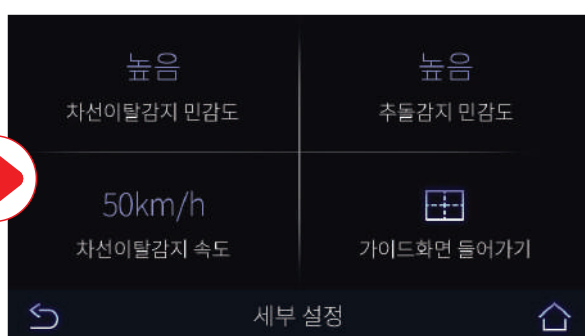 높음
차선이탈감지 민감도
높음
추돌감지 민감도
50km/h
차선이탈감지 속도
가이드화면 들어가기
세부 설정